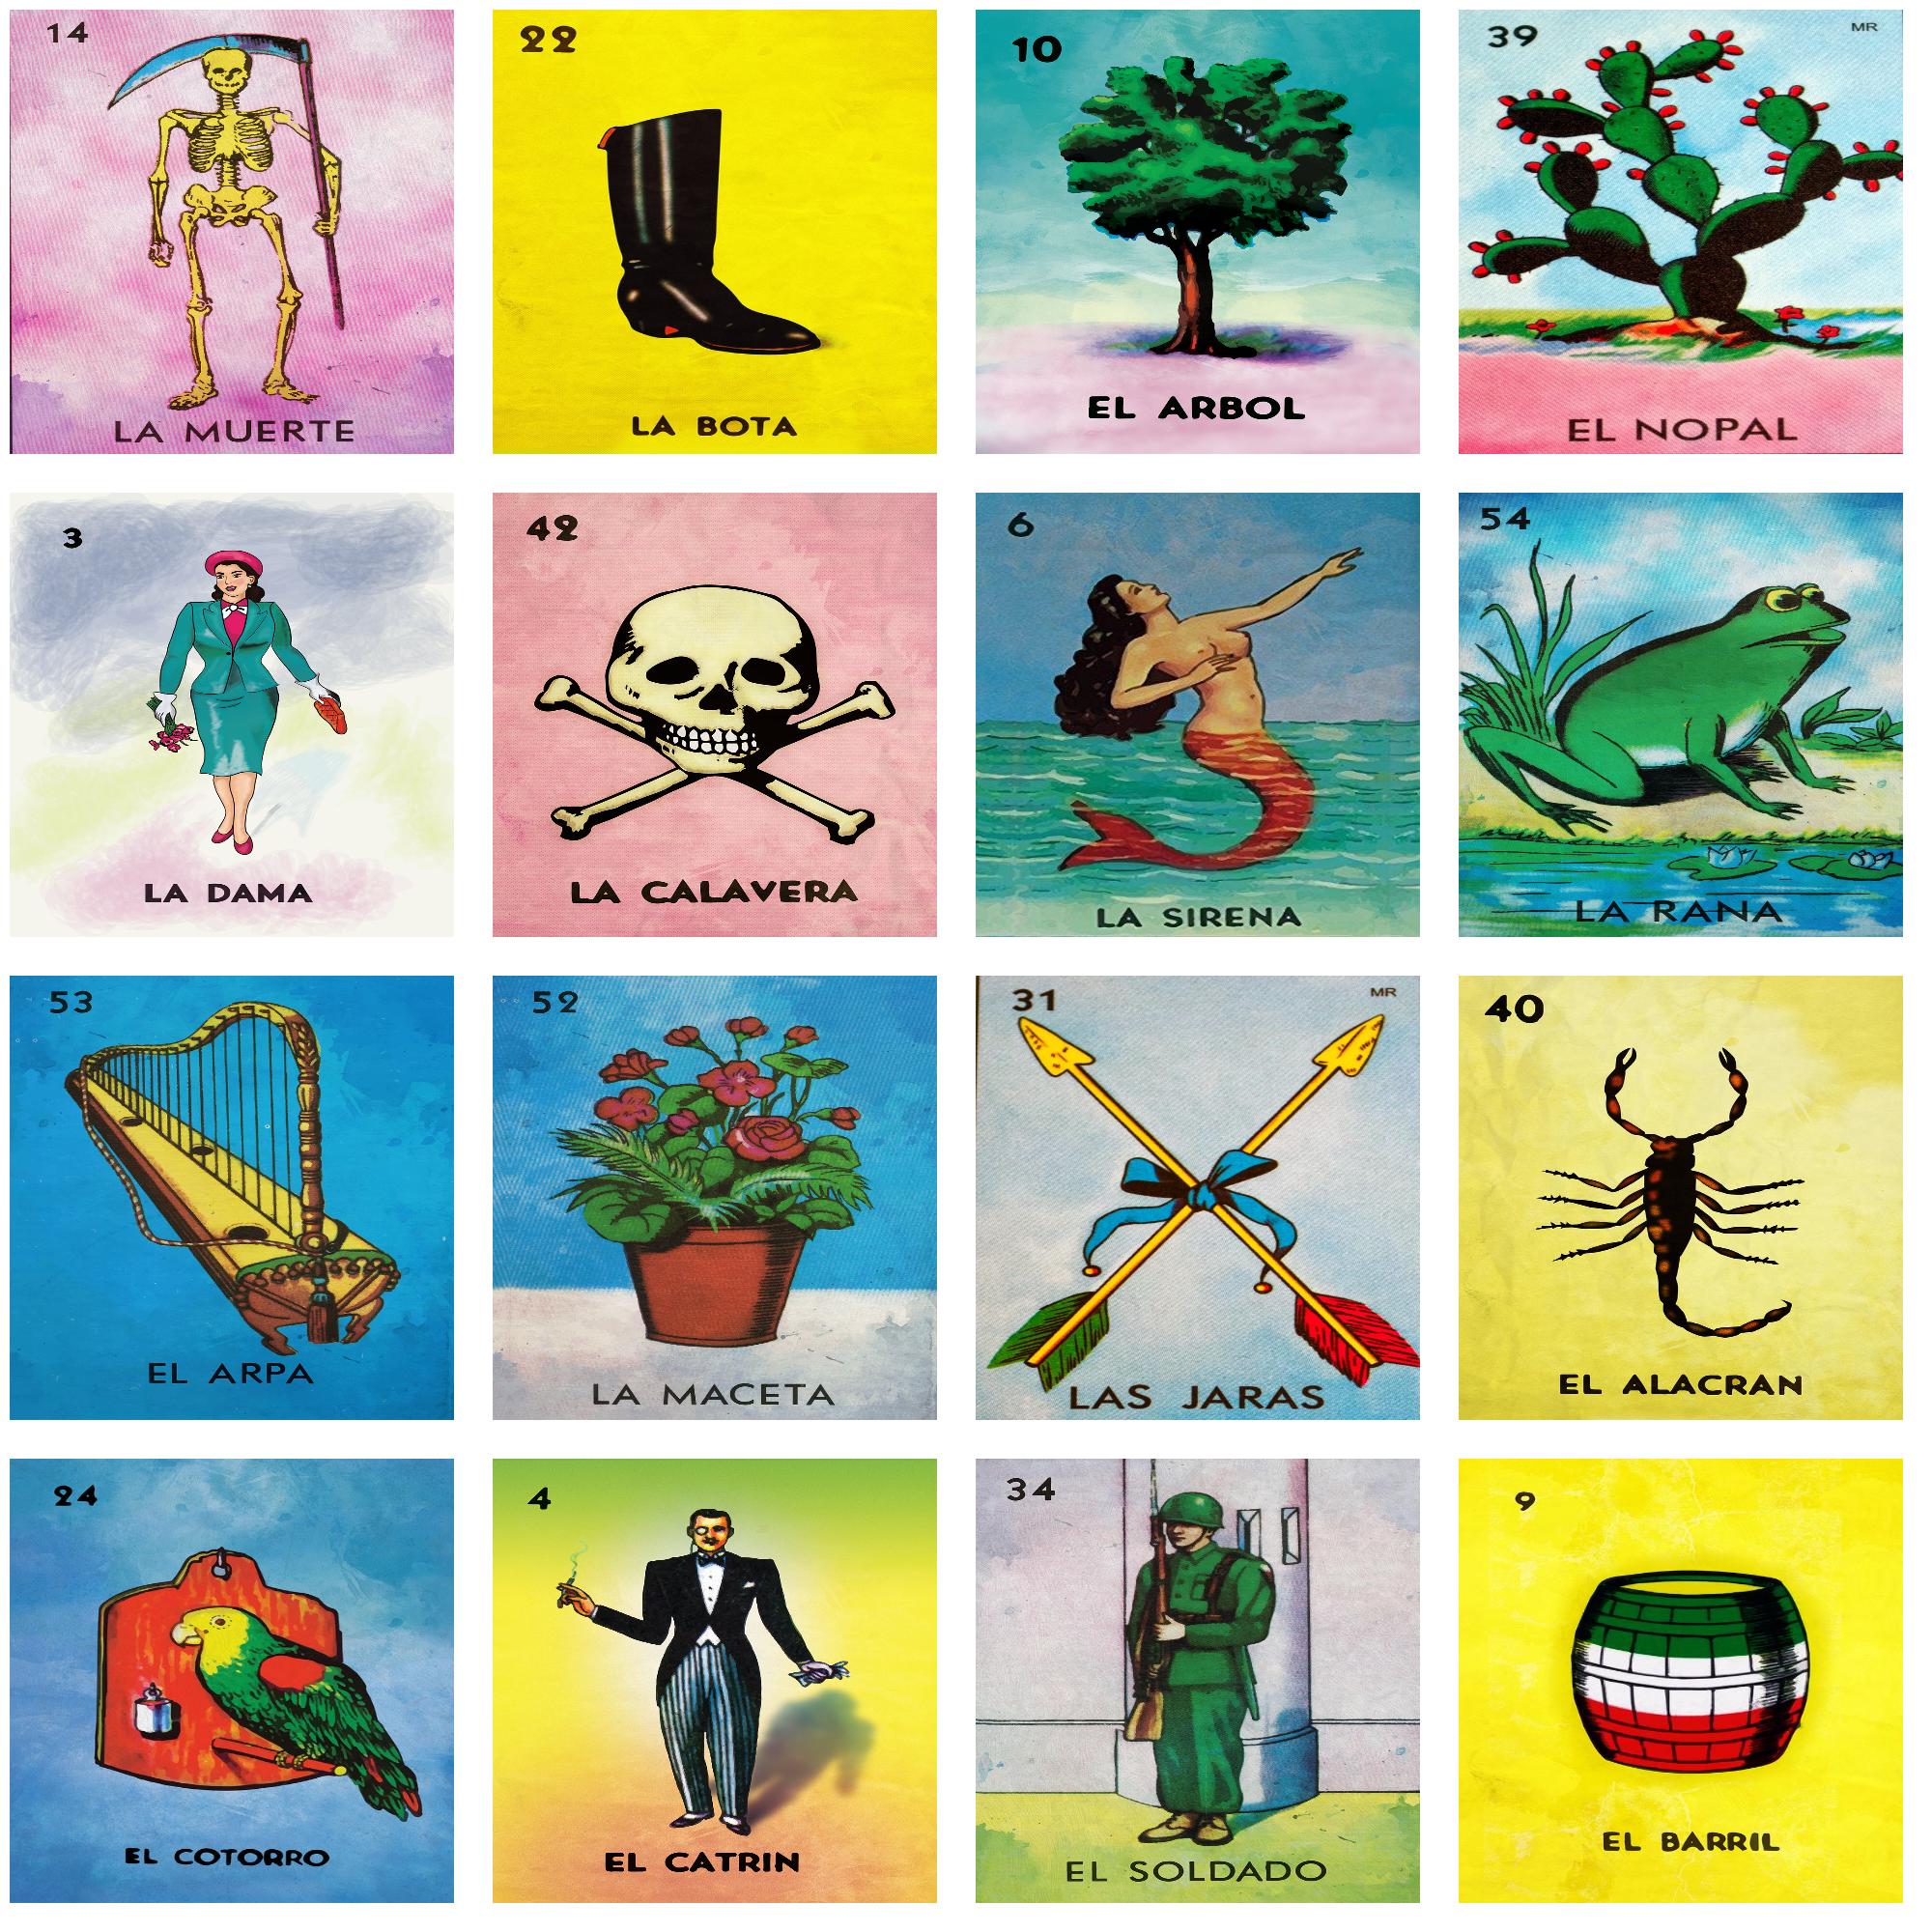 14
LA MUERTE
22
LA BOTA
10
EL ARBOL
39
MR
EL NOPAL
3
LA DAMA
42
LA CALAVERA
6
LA SIRENA
54
LA RANA
53
EL ARPA
52
LA MACETA
31
MR
LAS JARAS
40
EL ALACRAN
24
EL COTORRO
4
EL CATRIN
34
EL SOLDADO
9
EL BARRIL